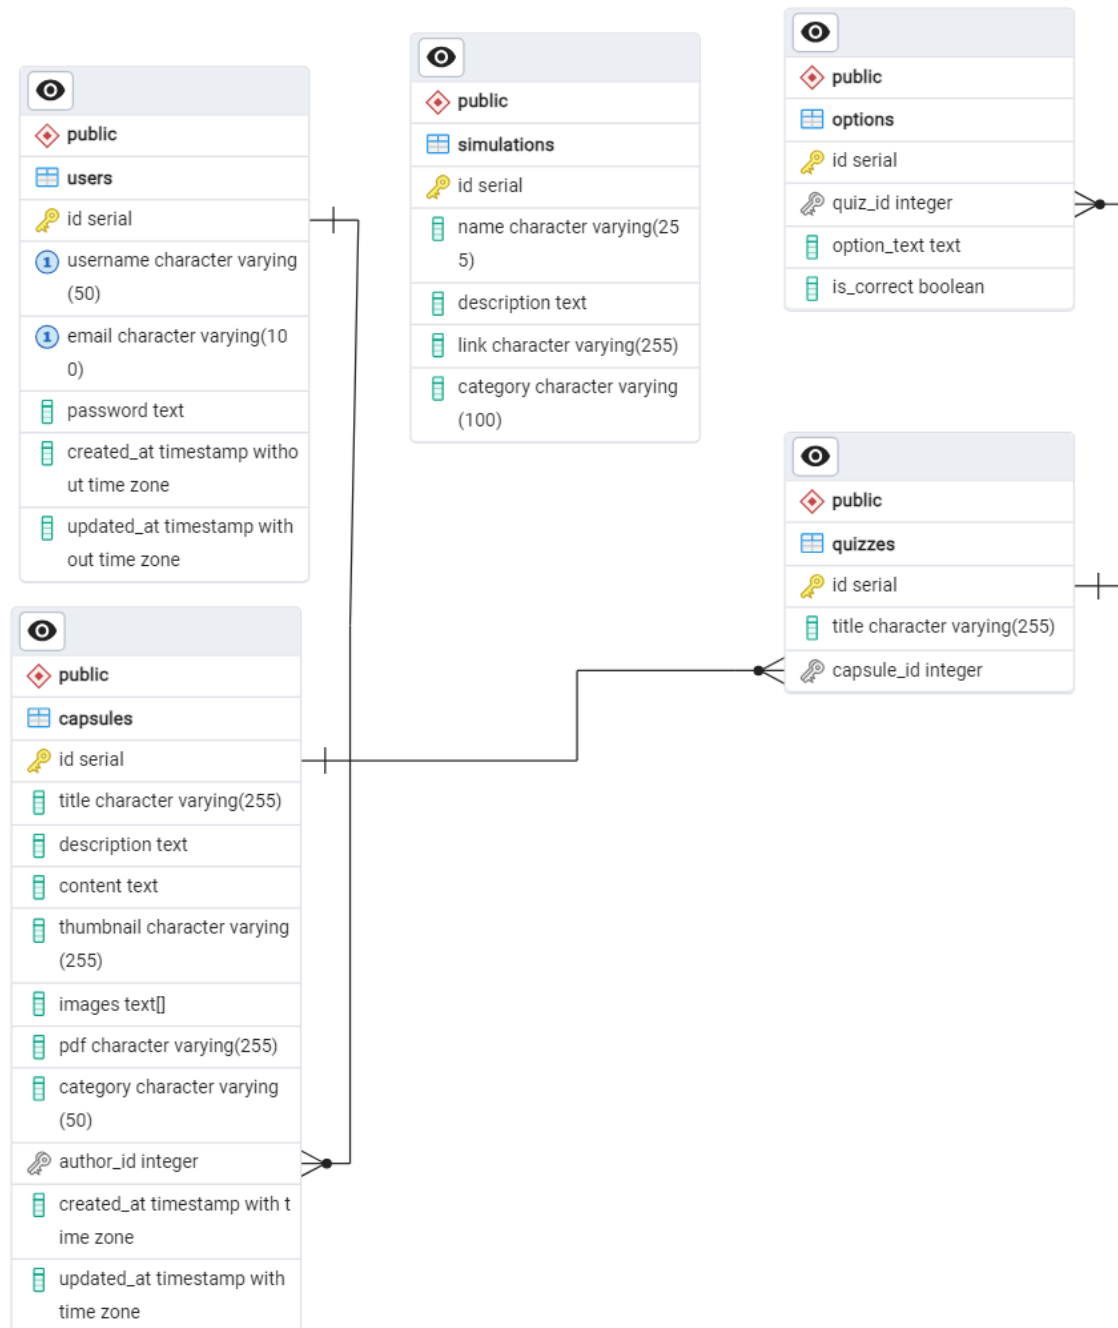 public
users
id serial
1 username character varying
(50)
1 email character varying(10
0)
password text
created_at timestamp witho
ut time zone
updated_at timestamp with
out time zone
public
simulations
id serial
name character varying(25
5)
description text
link character varying(255)
category character varying
(100)
public
options
id serial
quiz_id integer
option_text text
is_correct boolean
public
quizzes
id serial
title character varying(255)
capsule_id integer
public
capsules
id serial
title character varying(255)
description text
content text
thumbnail character varying
(255)
images text[]
pdf character varying(255)
category character varying
(50)
author_id integer
created_at timestamp with t
ime zone
updated_at timestamp with
time zone